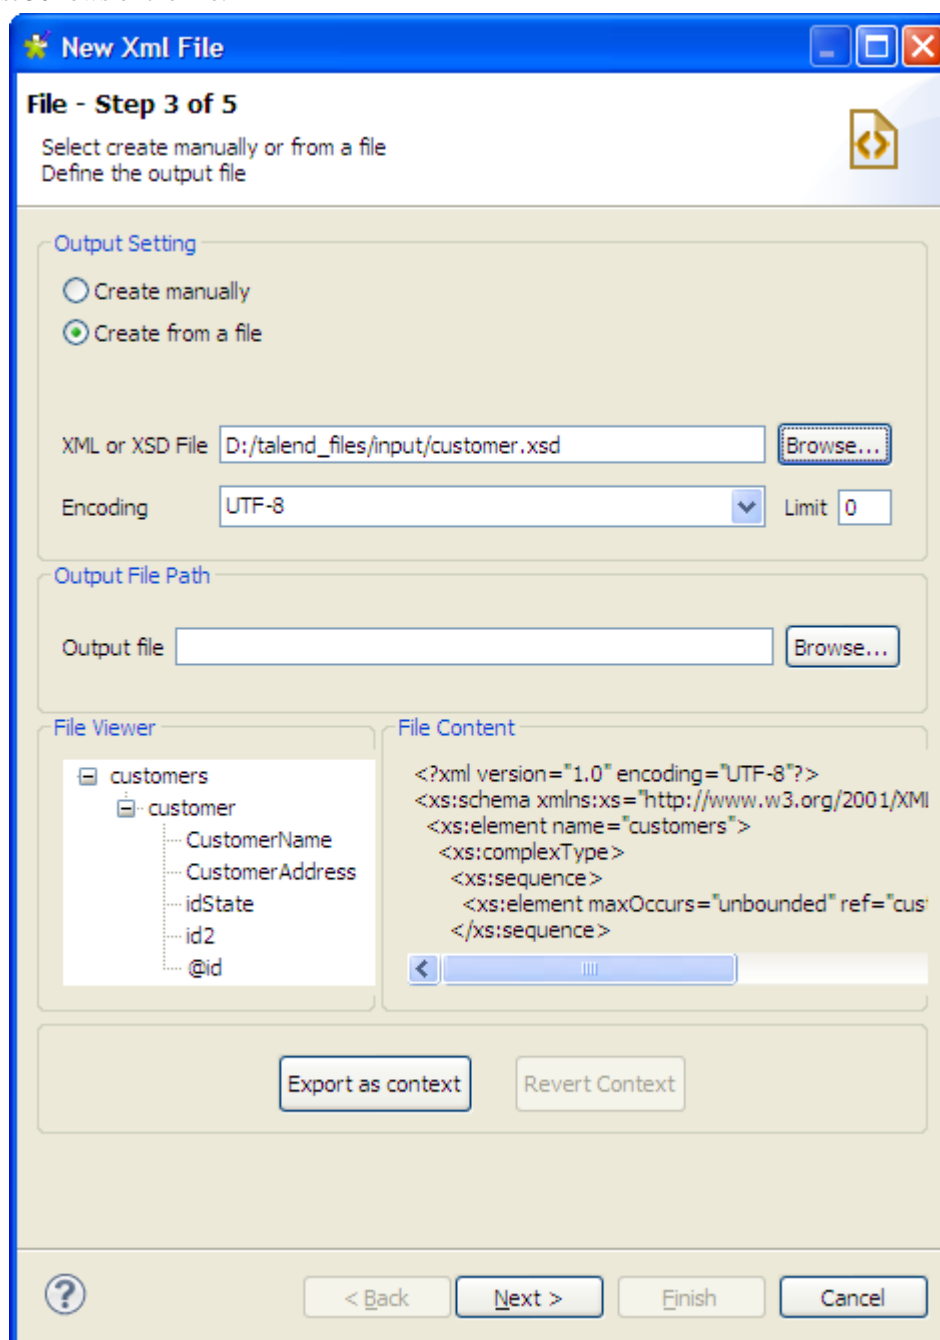 New Xml File
File - Step 3 of 5
Select create manually or from a file
Define the output file
Output Setting
Create manually
Create from a file
XML or XSD File D:/talend_files/input/customer.xsd Browse...
Encoding UTF-8 Limit 0
Output File Path
Output file Browse...
File Viewer
customers
customer
CustomerName
CustomerAddress
idState
id2
@id
File Content
<?xml version="1.0" encoding="UTF-8"?>
<xs:schema xmlns:xs="http://www.w3.org/2001/XML
<xs:element name="customers">
<xs:complexType>
<xs:sequence>
<xs:element maxOccurs="unbounded" ref="cus
</xs:sequence>
Export as context Revert Context
? < Back Next > Finish Cancel